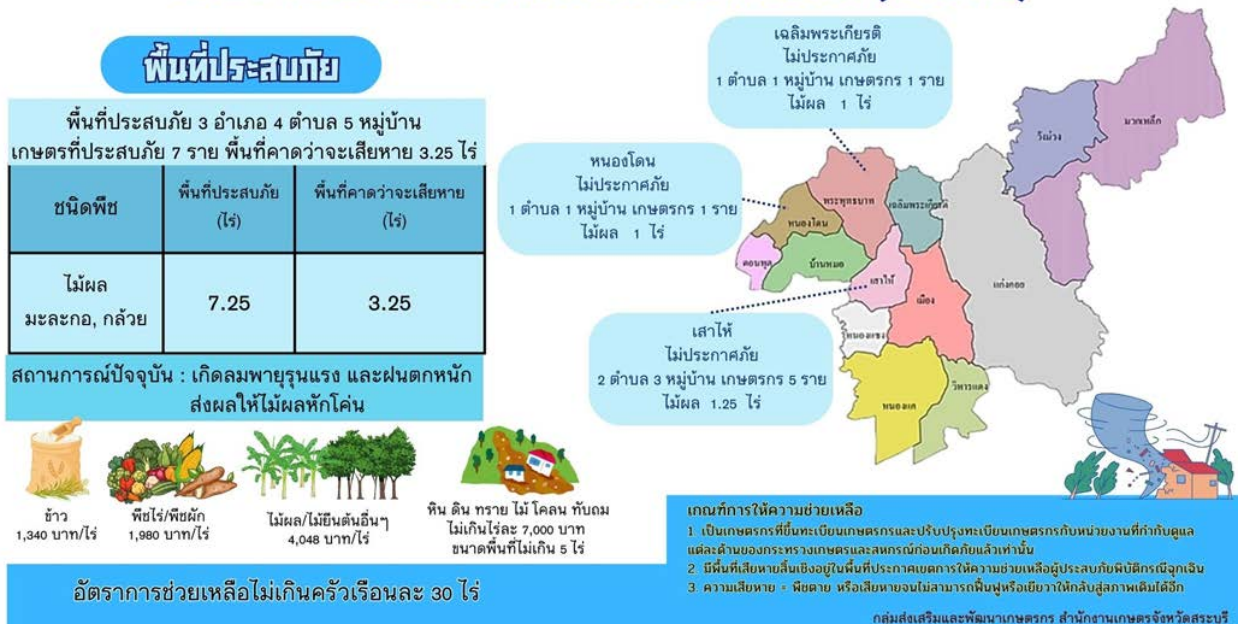 พื้นที่ประสบภัย
พื้นที่ประสบภัย 3 อำเภอ 4 ตำบล 5 หมู่บ้าน
เกษตรที่ประสบภัย 7 ราย พื้นที่คาดว่าจะเสียหาย 3.25 ไร่
ชนิดพืช
พื้นที่ประสบภัย
(ไร่)
พื้นที่คาดว่าจะเสียหาย
(ไร่)
ไม้ผล
มะละกอ, กล้วย
7.25
3.25
สถานการณ์ปัจจุบัน : เกิดลมพายุรุนแรง และฝนตกหนัก
ส่งผลให้ไม้ผลหักโค่น
ข้าว
1,340 บาท/ไร่
พืชไร่/พืชผัก
1,980 บาท/ไร่
ไม้ผล/ไม้ยืนต้นอื่นๆ
4,048 บาท/ไร่
หิน ดิน ทราย ไม้ โคลน ทับถม
ไม่เกินไร่ละ 7,000 บาท
ขนาดพื้นที่ไม่เกิน 5 ไร่
อัตราการช่วยเหลือไม่เกินครัวเรือนละ 30 ไร่
เฉลิมพระเกียรติ
ไม่ประกาศภัย
1 ตำบล 1 หมู่บ้าน เกษตรกร 1 ราย
ไม้ผล 1 ไร่
หนองโดน
ไม่ประกาศภัย
1 ตำบล 1 หมู่บ้าน เกษตรกร 1 ราย
ไม้ผล 1 ไร่
เสาไห้
ไม่ประกาศภัย
2 ตำบล 3 หมู่บ้าน เกษตรกร 5 ราย
ไม้ผล 1.25 ไร่
มวกเหล็ก
วังม่วง
พระพุทธบาท
เฉลิมพระเกียรติ
หนองโดน
ดอนพุด
บ้านหมอ
เสาไห้
เมือง
แก่งคอย
หนองแซง
วิหารแดง
หนองแค
เกณฑ์การให้ความช่วยเหลือ
1. เป็นเกษตรกรที่ขึ้นทะเบียนเกษตรกรและปรับปรุงทะเบียนเกษตรกรกับหน่วยงานที่กำกับดูแล
แต่ละด้านของกระทรวงเกษตรและสหกรณ์ก่อนเกิดภัยแล้วเท่านั้น
2. มีพื้นที่เสียหายสิ้นเชิงอยู่ในพื้นที่ประกาศเขตการให้ความช่วยเหลือผู้ประสบภัยพิบัติกรณีฉุกเฉิน
3. ความเสียหาย = พืชตาย หรือเสียหายจนไม่สามารถฟื้นฟูหรือเยียวาให้กลับสู่สภาพเดิมได้อีก
กลุ่มส่งเสริมและพัฒนาเกษตรกร สำนักงานเกษตรจังหวัดสระบุรี